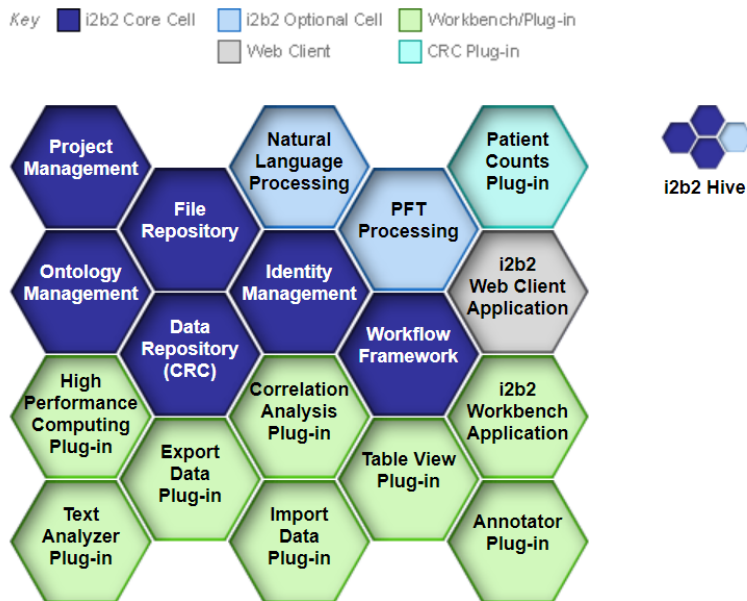 Key i2b2 Core Cell i2b2 Optional Cell Workbench/Plug-in
Web Client CRC Plug-in
Project
Management
Natural
Language
Processing
Patient
Counts
Plug-in
i2b2 Hive
File
Repository
PFT
Processing
Ontology
Management
Identity
Management
i2b2
Web Client
Application
Data
Repository
(CRC)
Workflow
Framework
High
Performance
Computing
Plug-in
Correlation
Analysis
Plug-in
i2b2
Workbench
Application
Export
Data
Plug-in
Table View
Plug-in
Text
Analyzer
Plug-in
Import
Data
Plug-in
Annotator
Plug-in